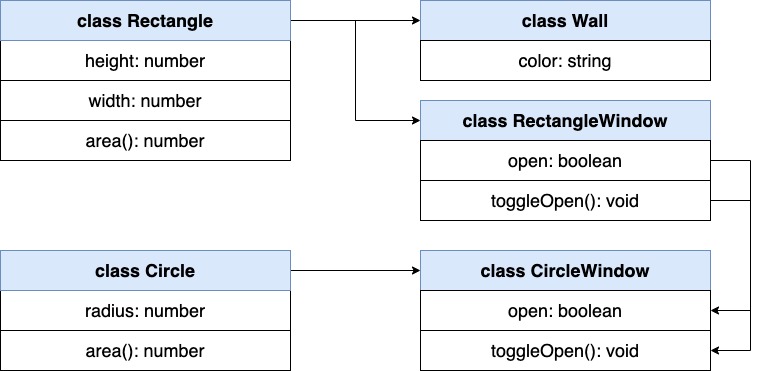 class Rectangle
height: number
width: number
area(): number
class Wall
color: string
class RectangleWindow
open: boolean
toggleOpen(): void
class Circle
radius: number
area(): number
class CircleWindow
open: boolean
toggleOpen(): void